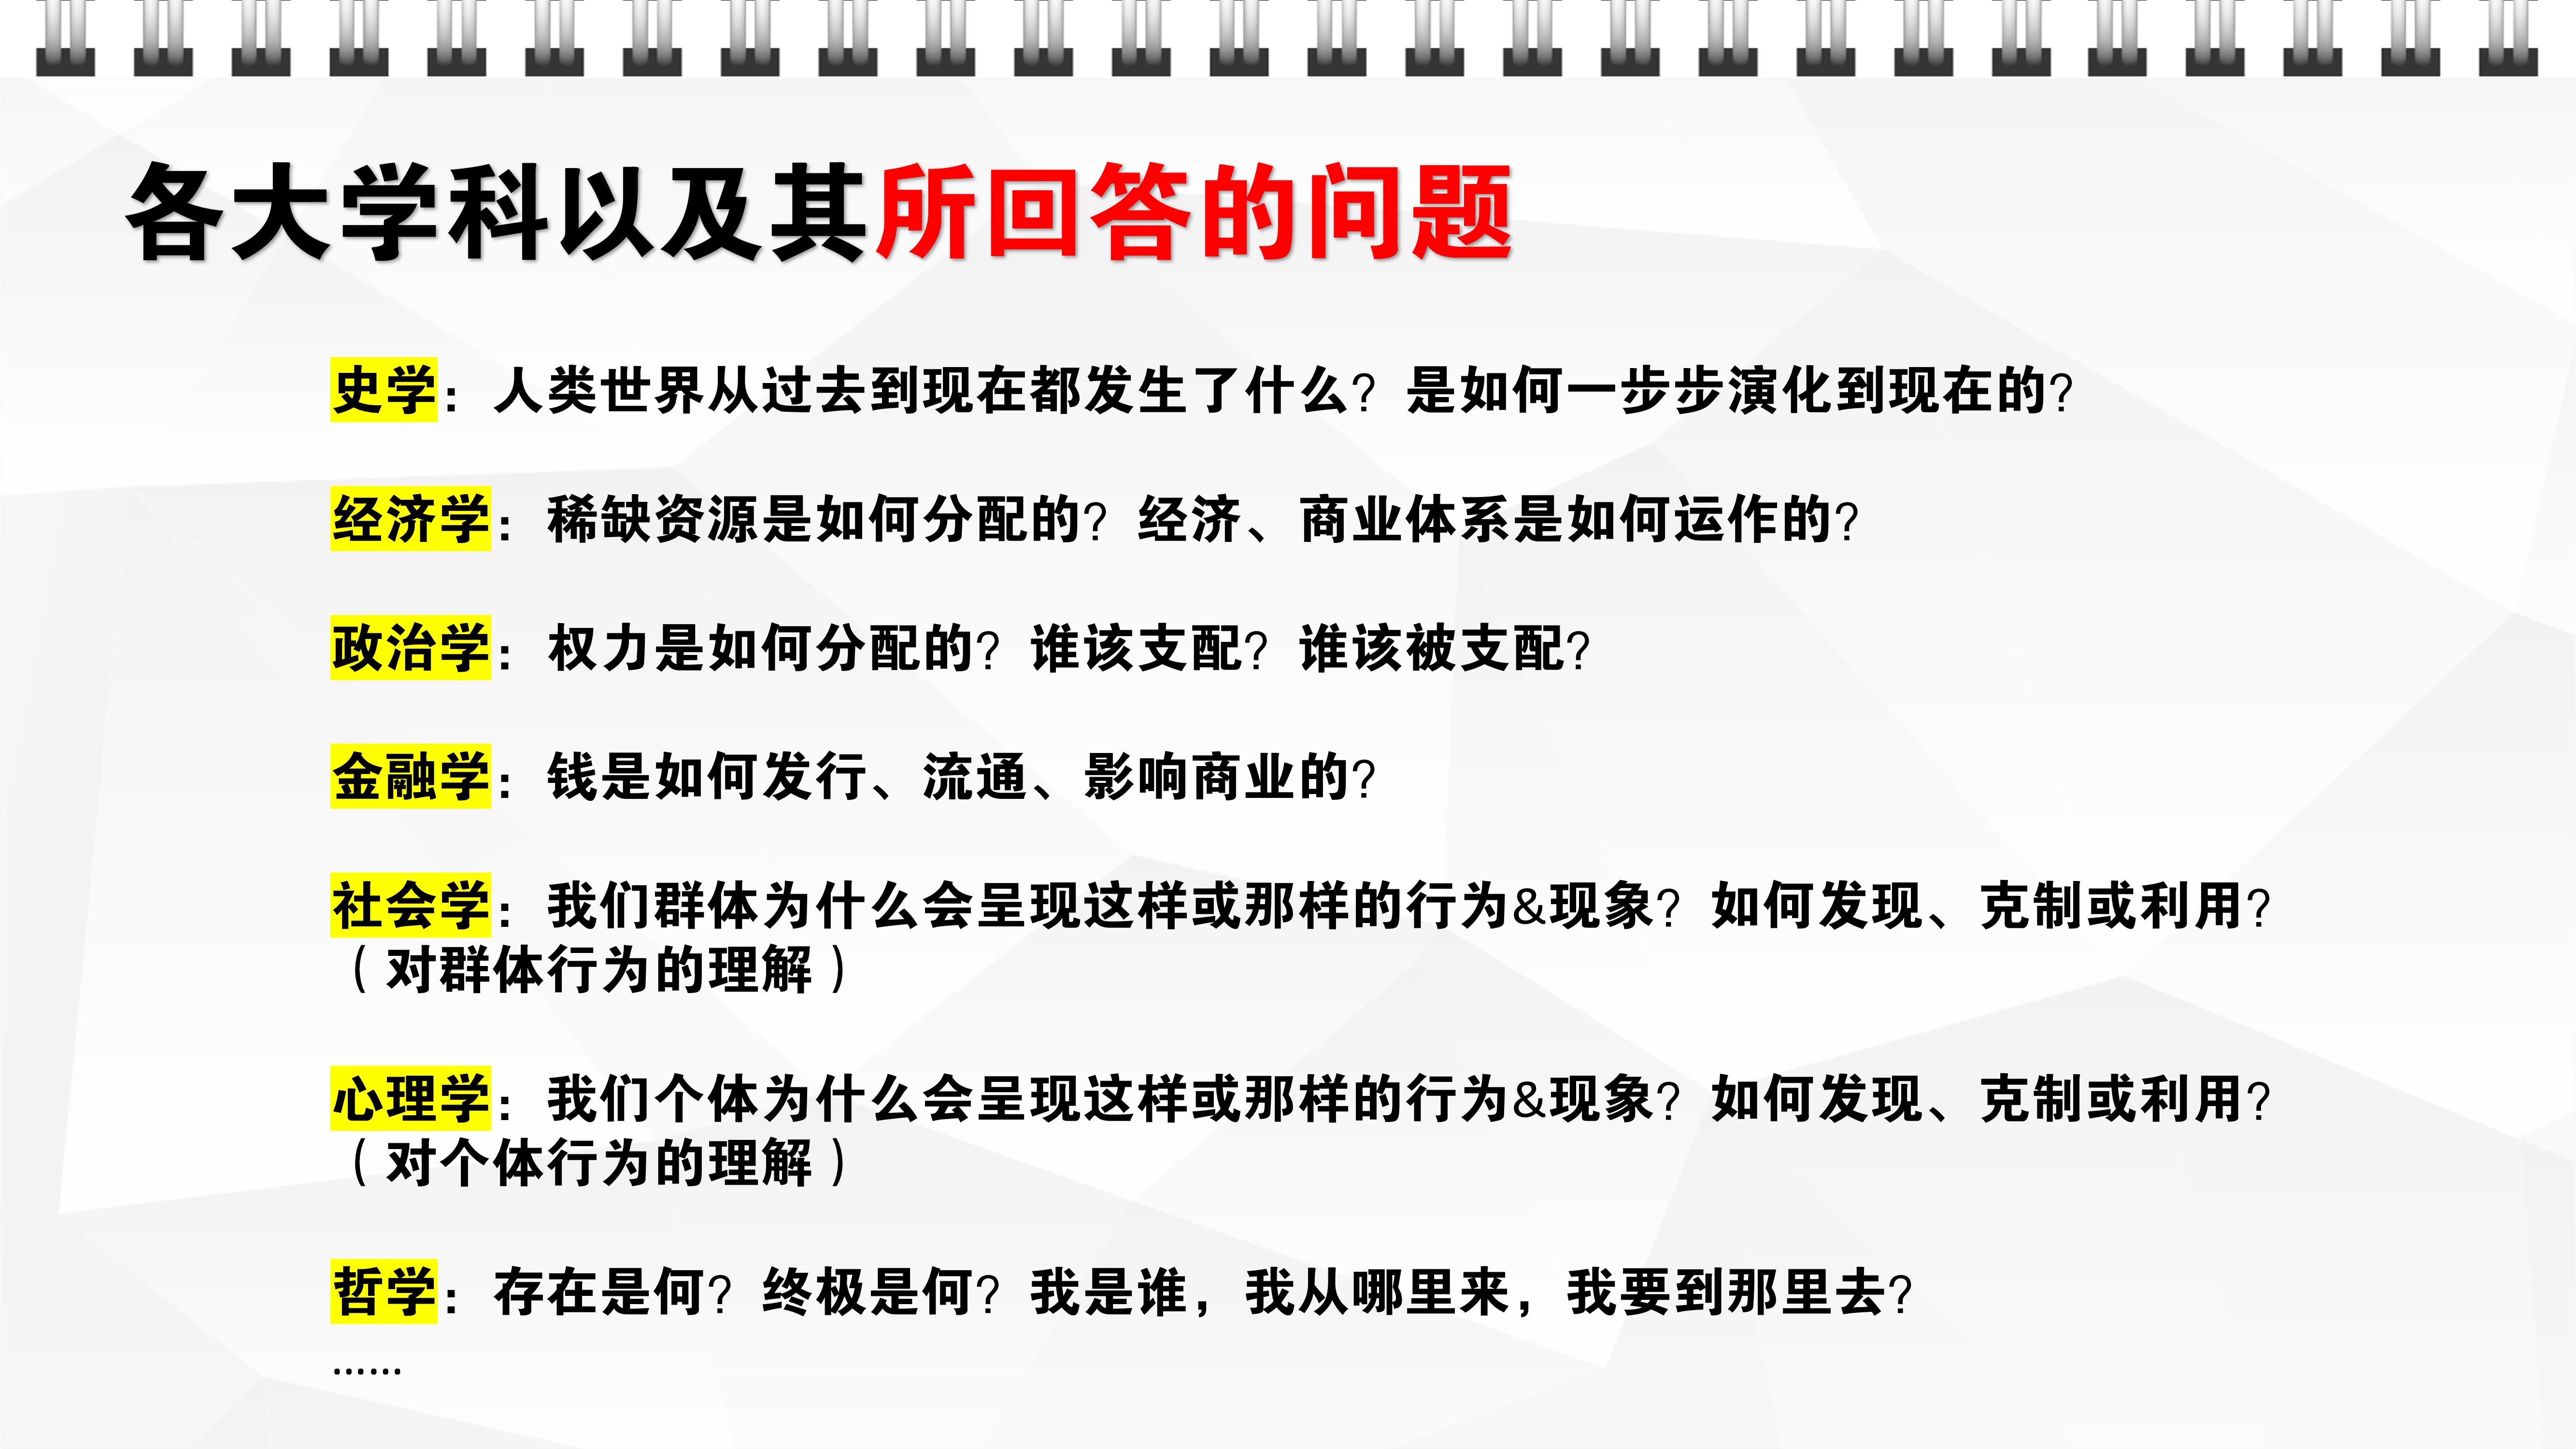 各大学科以及其所回答的问题
史学：人类世界从过去到现在都发生了什么？是如何一步步演化到现在的？
经济学：稀缺资源是如何分配的？经济、商业体系是如何运作的？
政治学：权力是如何分配的？谁该支配？谁该被支配？
金融学：钱是如何发行、流通、影响商业的？
社会学：我们群体为什么会呈现这样或那样的行为&现象？如何发现、克制或利用？
（对群体行为的理解）
心理学：我们个体为什么会呈现这样或那样的行为&现象？如何发现、克制或利用？
（对个体行为的理解）
哲学：存在是何？终极是何？我是谁，我从哪里来，我要到那里去？
……